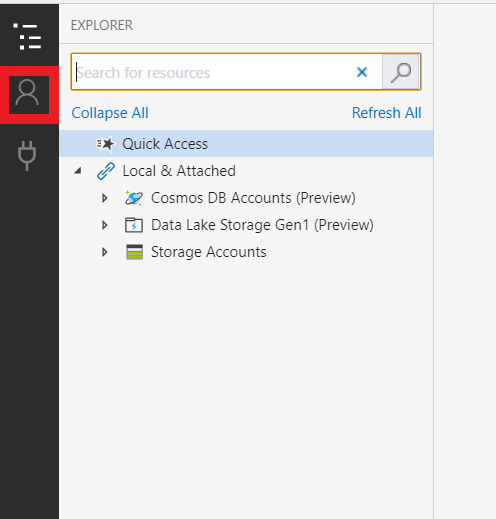 EXPLORER
Search for resources
Collapse All Refresh All
Quick Access
Local & Attached
Cosmos DB Accounts (Preview)
Data Lake Storage Gen1 (Preview)
Storage Accounts